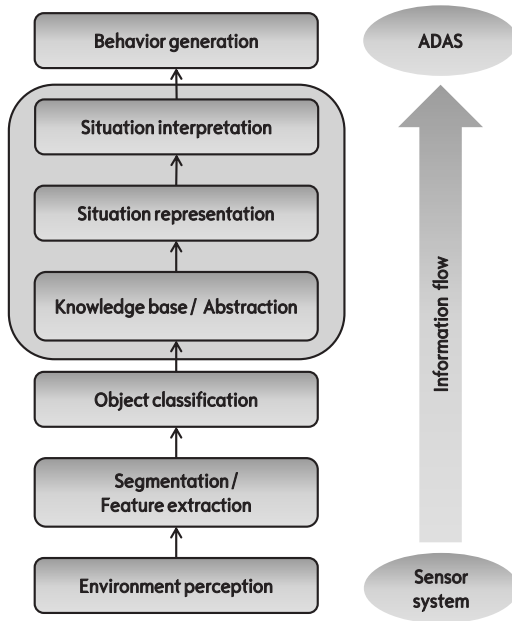 Behavior generation
ADAS
Situation interpretation
Situation representation
Knowledge base / Abstraction
Information flow
Object classification
Segmentation /
Feature extraction
Environment perception
Sensor
system